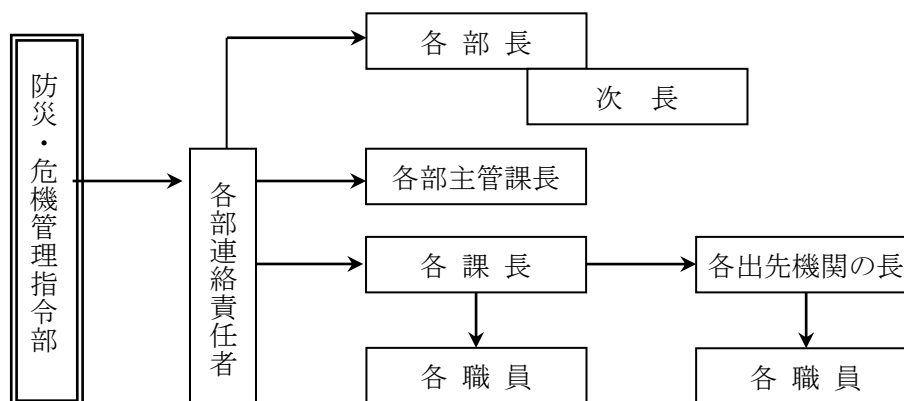 防災・危機管理指令部
各部連絡責任者
各 部 長
次 長
各部主管課長
各 課 長
各出先機関の長
各 職 員
各 職 員